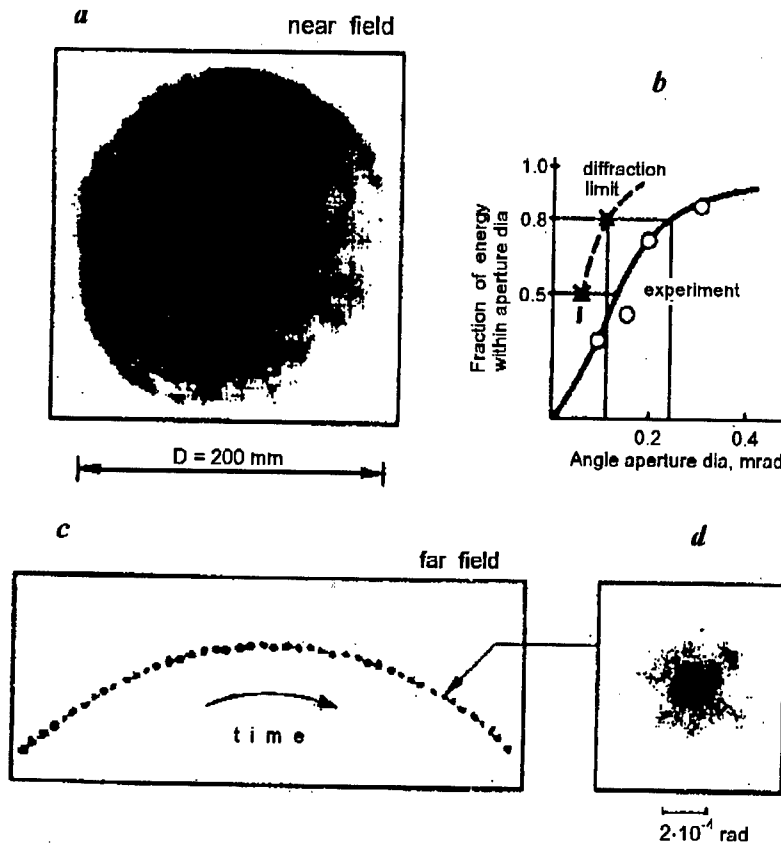 a
near field
D = 200 mm
b
1.0
diffraction
limit
0.8
0.5
experiment
Fraction of energy
within aperture dia
0.2
0.4
Angle aperture dia, mrad
c
far field
time
d
2·10⁻⁴ rad